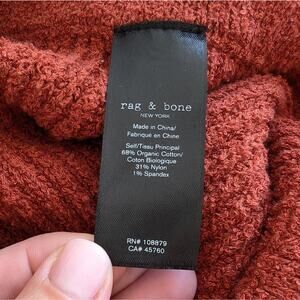 rag & bone
NEW YORK
Made in China/
Fabriqué en Chine
Self/Tissu Principal
68% Organic Cotton/
Coton Biologique
31% Nylon
1% Spandex
RN# 108879
CA# 45760